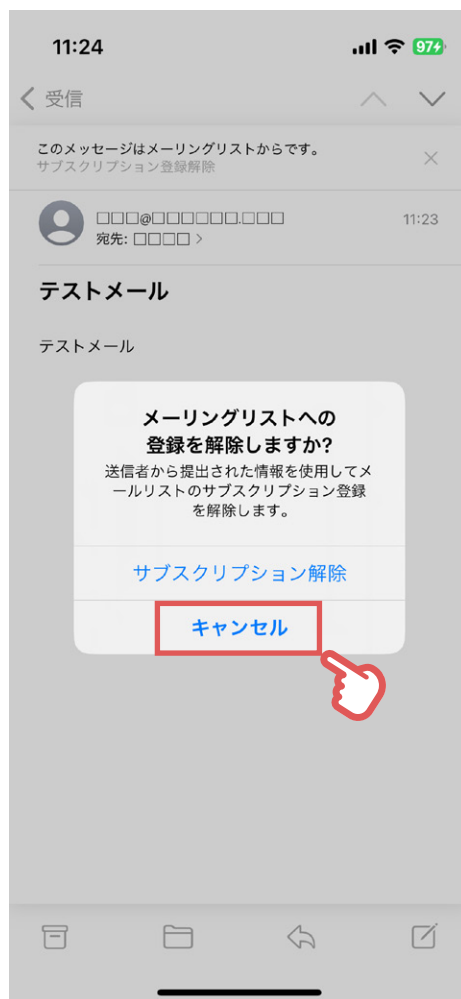 11:24
97
受信
このメッセージはメーリングリストからです。
サブスクリプション登録解除
□□□@□□□□□□.□□□
11:23
宛先: □□□□ >
テストメール
テストメール
メーリングリストへの
登録を解除しますか?
送信者から提出された情報を使用してメ
ールリストのサブスクリプション登録
を解除します。
サブスクリプション解除
キャンセル